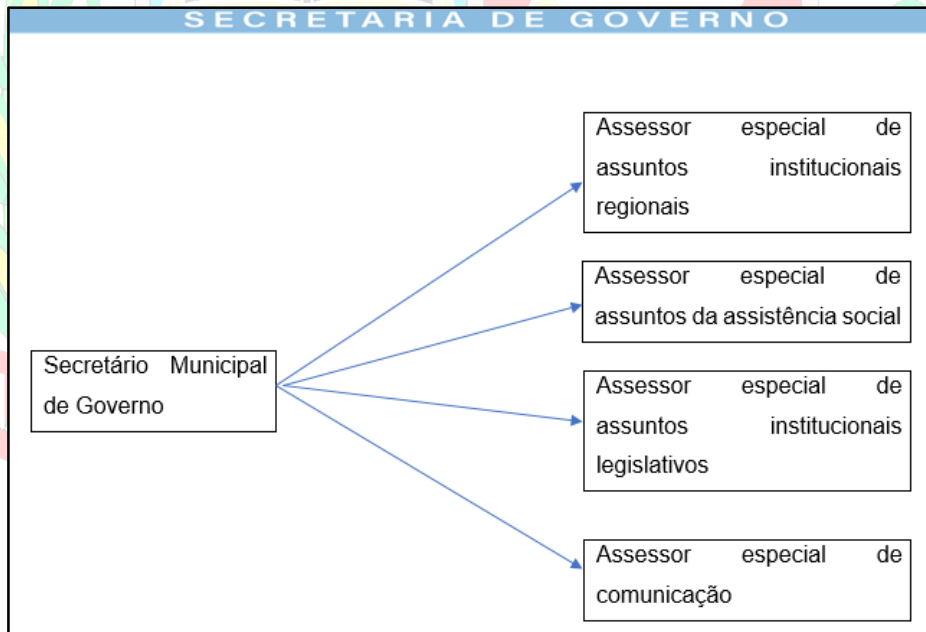 SECRETARIA DE GOVERNO
Assessor especial de
assuntos institucionais
regionais
Assessor especial de
assuntos da assistência social
Secretário Municipal
de Governo
Assessor especial de
assuntos institucionais
legislativos
Assessor especial de
comunicação